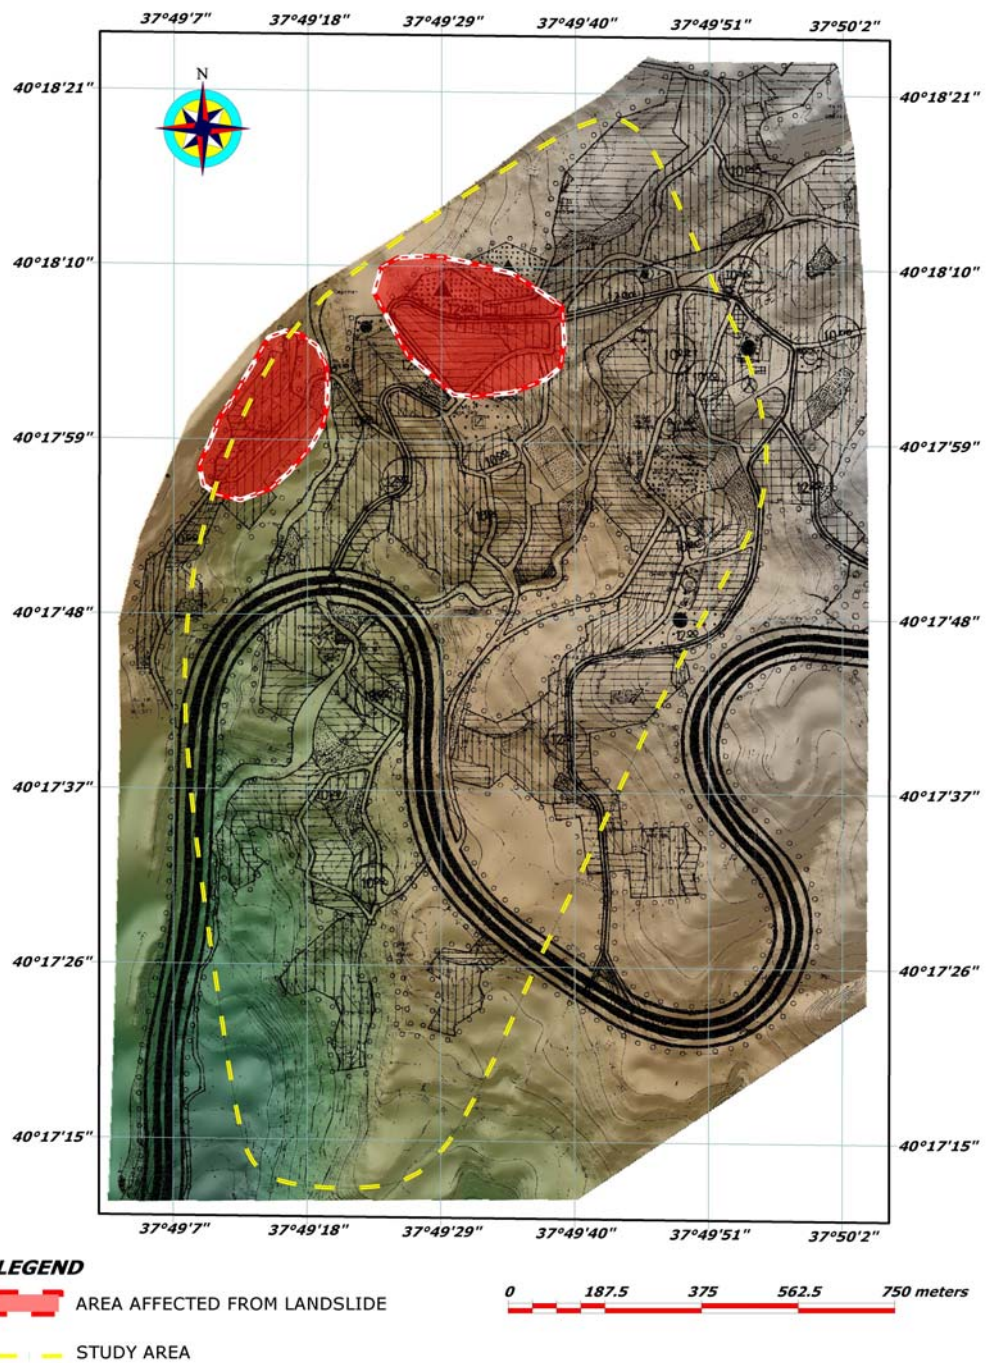 37°49'7" 37°49'18" 37°49'29" 37°49'40" 37°49'51" 37°50'2"
N
40°18'21" 40°18'21"
40°18'10" 40°18'10"
40°17'59" 40°17'59"
40°17'48" 40°17'48"
40°17'37" 40°17'37"
40°17'26" 40°17'26"
40°17'15" 40°17'15"
37°49'7" 37°49'18" 37°49'29" 37°49'40" 37°49'51" 37°50'2"
LEGEND
AREA AFFECTED FROM LANDSLIDE
STUDY AREA
0 187.5 375 562.5 750 meters